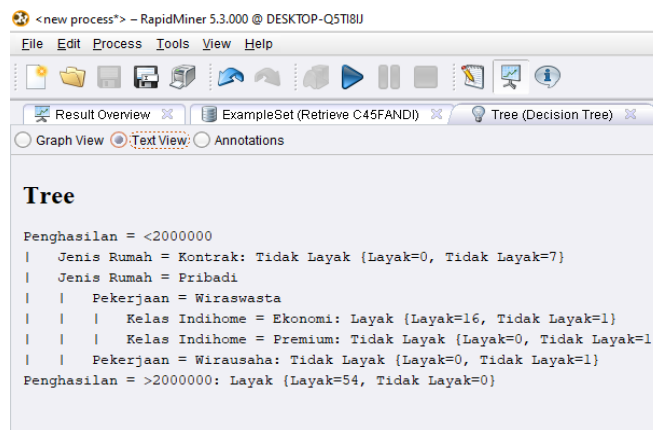 <new process*> – RapidMiner 5.3.000 @ DESKTOP-Q5TI8IJ
File Edit Process Tools View Help
Result Overview ExampleSet (Retrieve C45FANDI) Tree (Decision Tree)
Graph View Text View Annotations
Tree
Penghasilan = <2000000
| Jenis Rumah = Kontrak: Tidak Layak {Layak=0, Tidak Layak=7}
| Jenis Rumah = Pribadi
| | Pekerjaan = Wiraswasta
| | | Kelas Indihome = Ekonomi: Layak {Layak=16, Tidak Layak=1}
| | | Kelas Indihome = Premium: Tidak Layak {Layak=0, Tidak Layak=1
| | Pekerjaan = Wirausaha: Tidak Layak {Layak=0, Tidak Layak=1}
Penghasilan = >2000000: Layak {Layak=54, Tidak Layak=0}